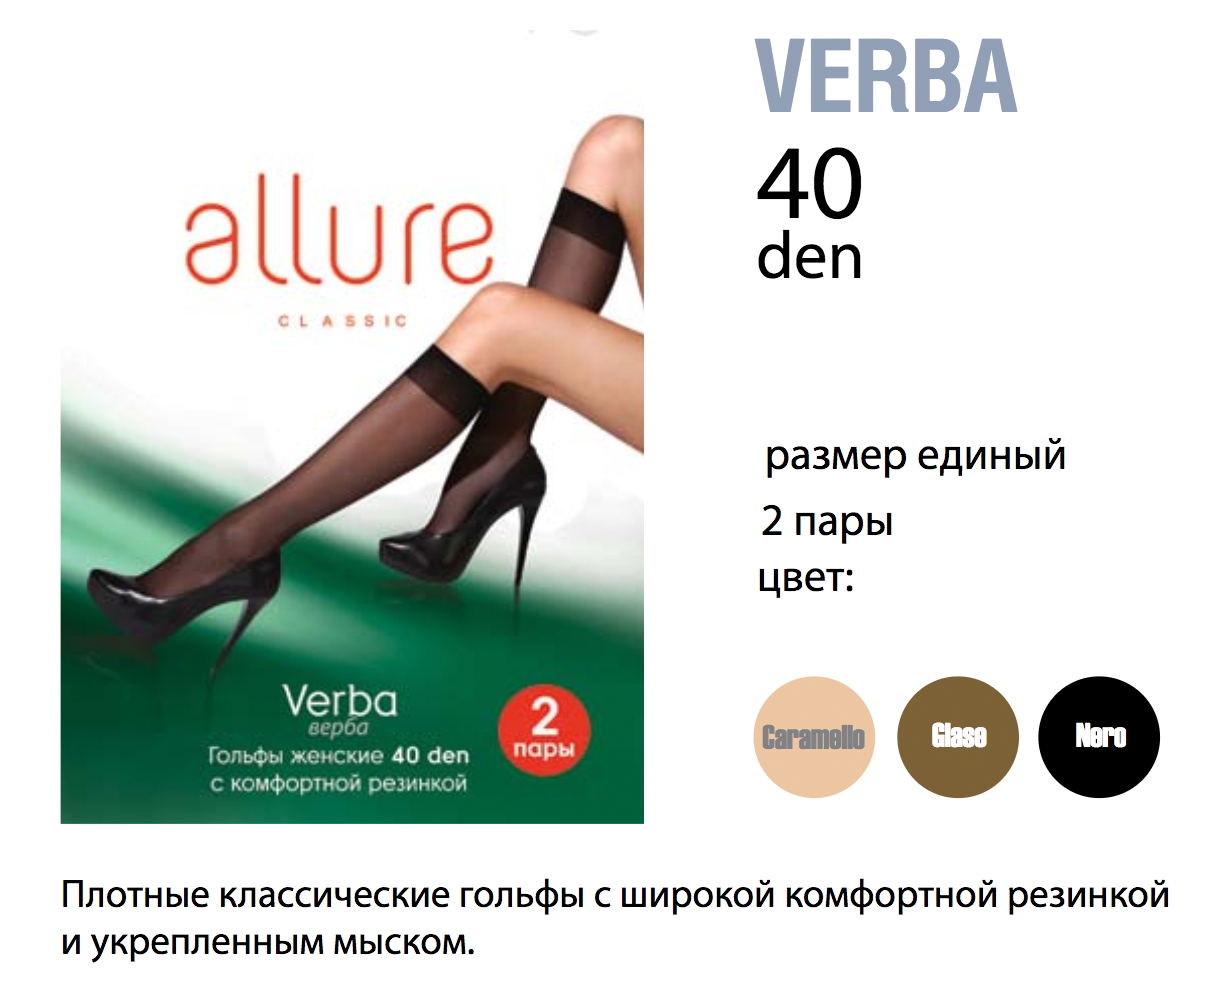 allure
CLASSIC
Verba
верба
Гольфы женские 40 den
с комфортной резинкой
2
пары
VERBA
40
den
размер единый
2 пары
цвет:
Caramello
Glase
Nero
Плотные классические гольфы с широкой комфортной резинкой
и укрепленным мыском.